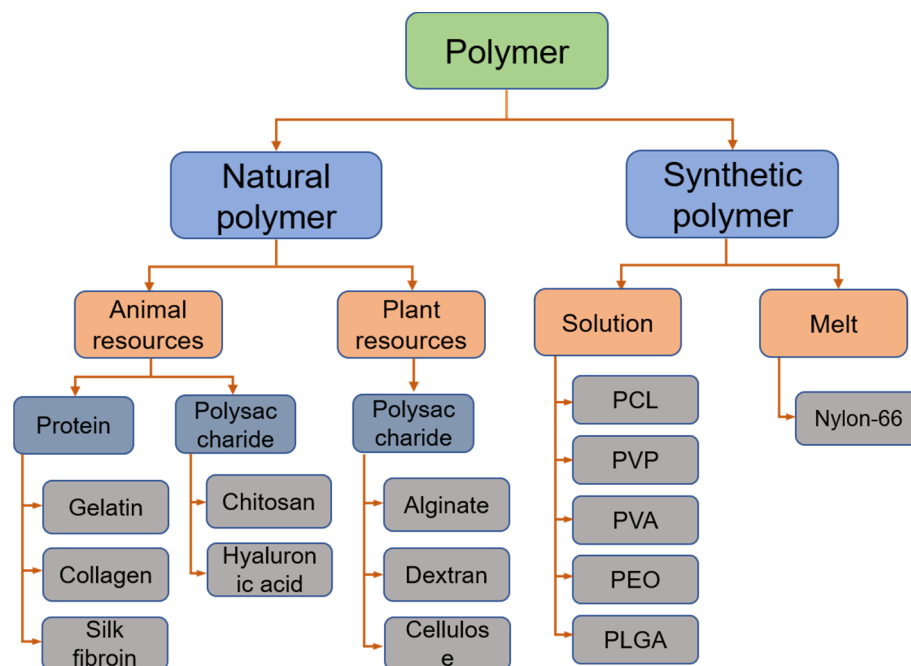 Polymer
Natural
polymer
Synthetic
polymer
Animal
resources
Plant
resources
Solution
Melt
Protein
Polysac
charide
Polysac
charide
PCL
Nylon-66
PVP
Gelatin
Chitosan
Alginate
PVA
Collagen
Hyaluron
ic acid
Dextran
PEO
Silk
fibroin
Cellulos
e
PLGA